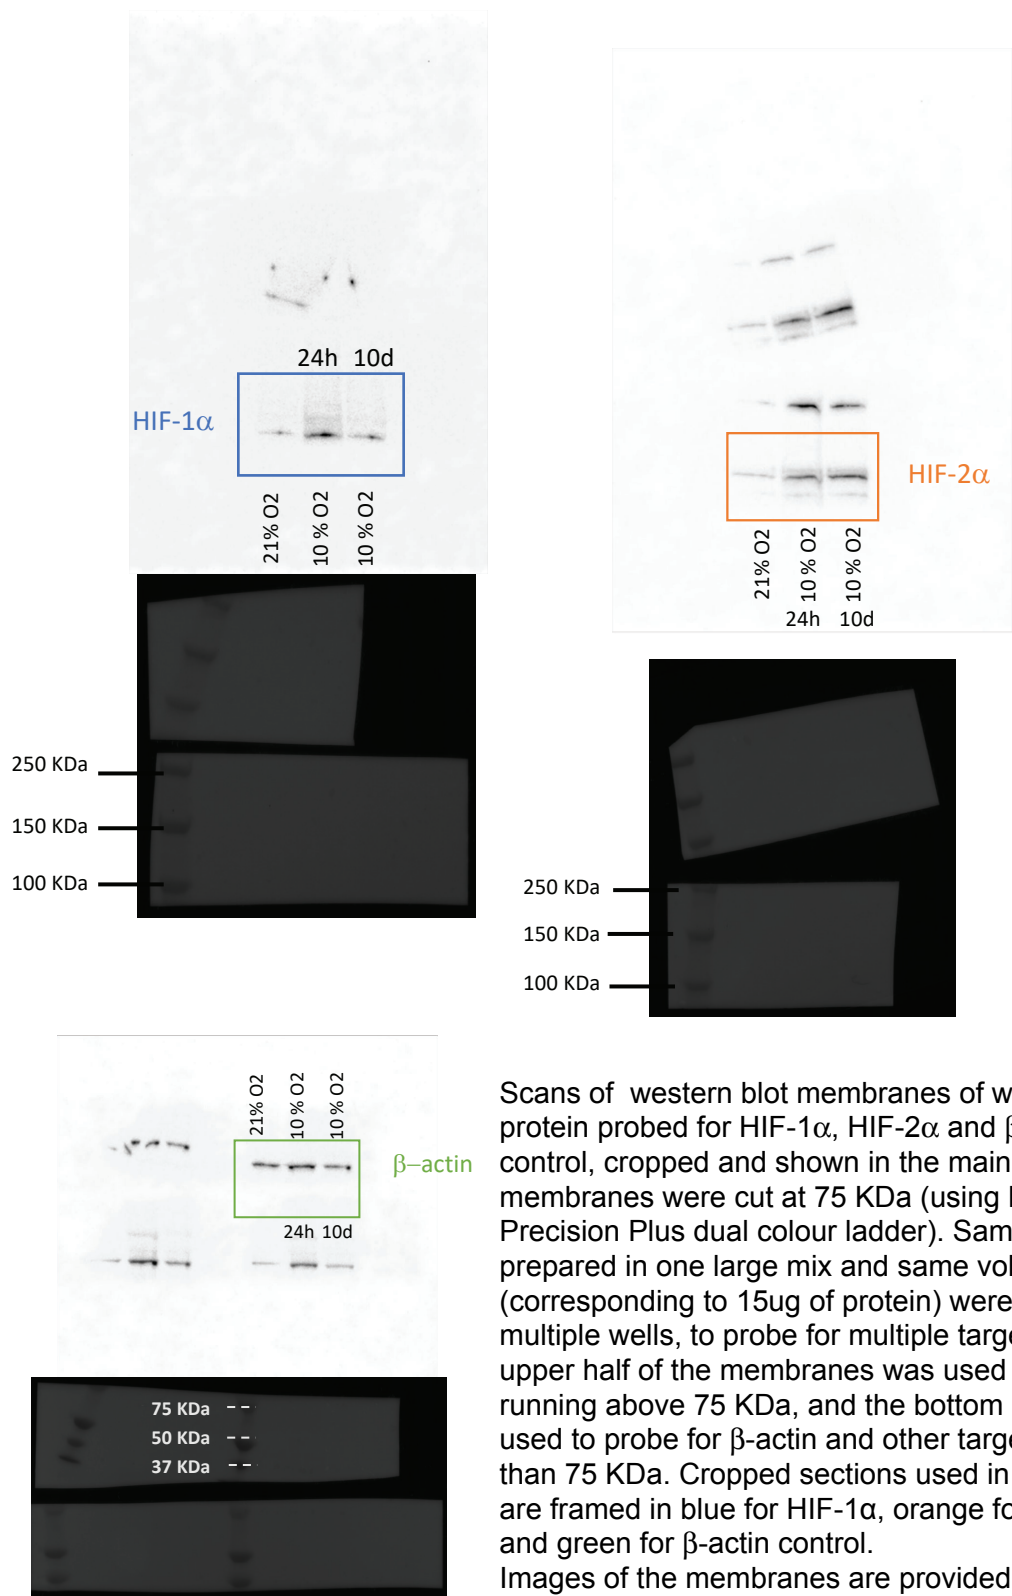 24h 10d
HIF-1α
21% O2
10 % O2
10 % O2
HIF-2α
21% O2
10 % O2
10 % O2
24h 10d
250 KDa
150 KDa
100 KDa
250 KDa
150 KDa
100 KDa
21% O2
10 % O2
10 % O2
β–actin
24h 10d
75 KDa
50 KDa
37 KDa
Scans of western blot membranes of
protein probed for HIF-1α, HIF-2α and
control, cropped and shown in the main
membranes were cut at 75 KDa (using
Precision Plus dual colour ladder).
prepared in one large mix and same
(corresponding to 15ug of protein) were
multiple wells, to probe for multiple
upper half of the membranes was used
running above 75 KDa, and the bottom
used to probe for β-actin and other
than 75 KDa. Cropped sections used in
are framed in blue for HIF-1α, orange
and green for β-actin control.
Images of the membranes are provided